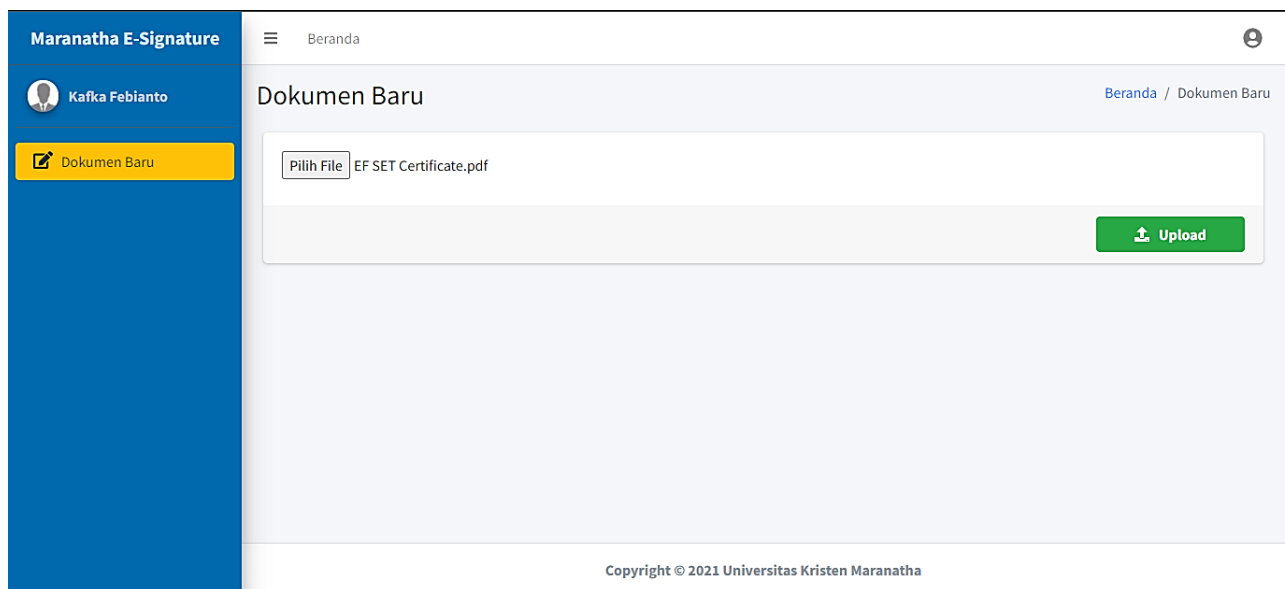 Maranatha E-Signature
Beranda
Kafka Febianto
Dokumen Baru
Dokumen Baru
Beranda / Dokumen Baru
Pilih File EF SET Certificate.pdf
Upload
Copyright © 2021 Universitas Kristen Maranatha